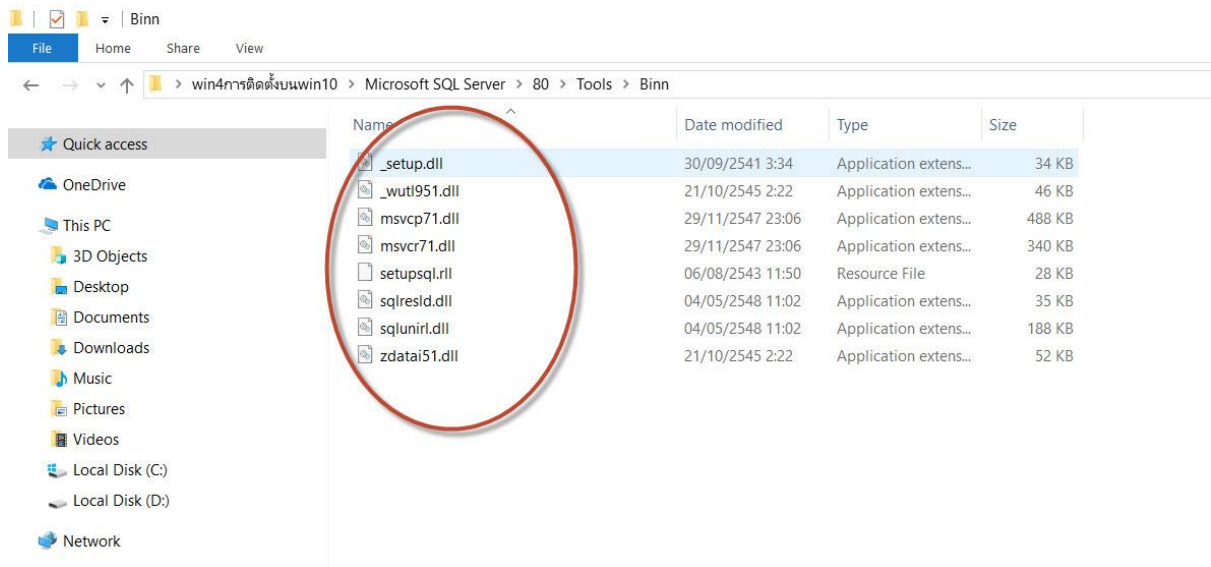 Binn
File Home Share View
win4การติดตั้งบนwin10 > Microsoft SQL Server > 80 > Tools > Binn
Name Date modified Type Size
Quick access
OneDrive
This PC
3D Objects
Desktop
Documents
Downloads
Music
Pictures
Videos
Local Disk (C:)
Local Disk (D:)
Network
_setup.dll 30/09/2541 3:34 Application extens... 34 KB
_wutl951.dll 21/10/2545 2:22 Application extens... 46 KB
msvcp71.dll 29/11/2547 23:06 Application extens... 488 KB
msvcr71.dll 29/11/2547 23:06 Application extens... 340 KB
setupsql.rll 06/08/2543 11:50 Resource File 28 KB
sqlresld.dll 04/05/2548 11:02 Application extens... 35 KB
sqlunirl.dll 04/05/2548 11:02 Application extens... 188 KB
zdatai51.dll 21/10/2545 2:22 Application extens... 52 KB